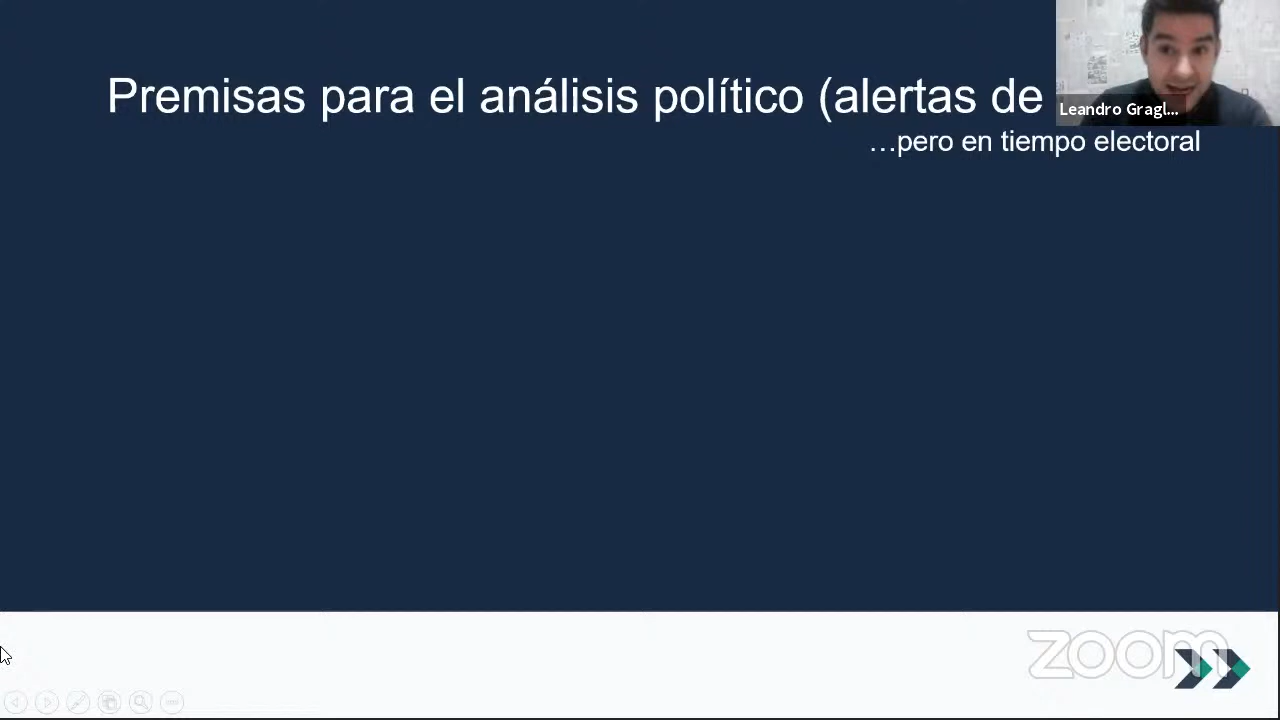 Premisas para el análisis político (alertas de
Leandro Gragl...
...pero en tiempo electoral
zoom